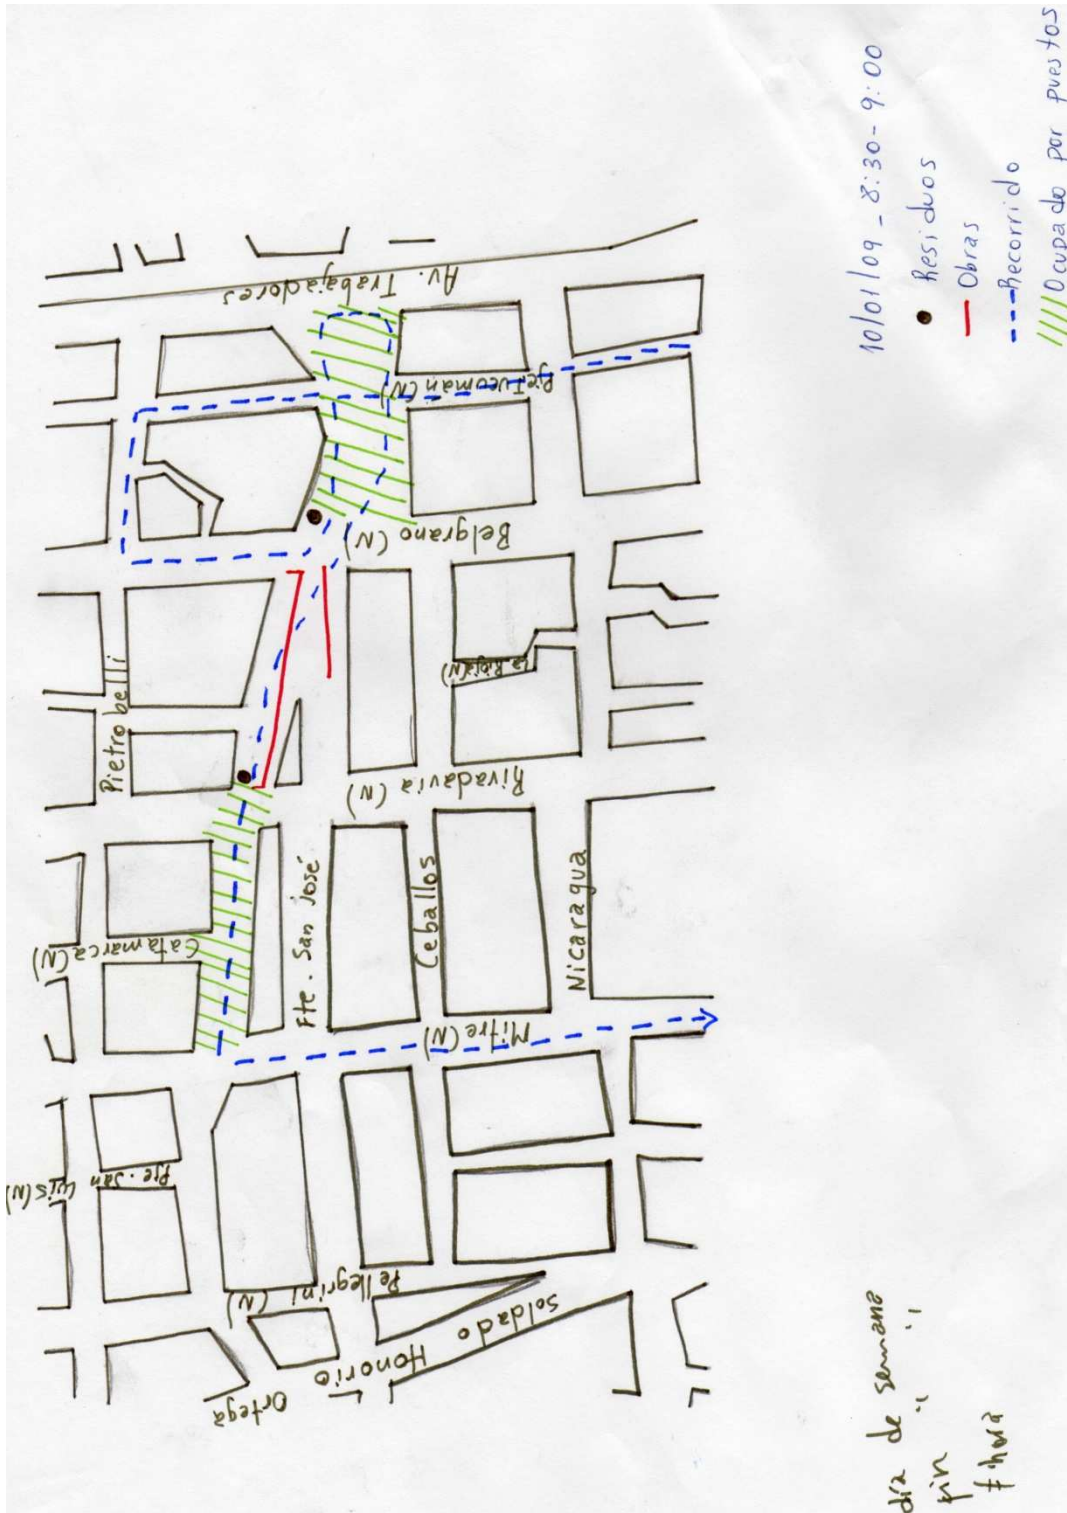 10/01/09 - 8:30 - 9:00
Residuos
Obras
Recorrido
Ocupado por puestos
Av. Trabajadores
Pje. Tucoman (N)
Belgrano (N)
La Rioja (N)
Rivadavia (N)
Pietrobelli
Catamarca (N)
Fte. San José
Ceballos
Nicaragua
Mitre (N)
Pje. San Luis (N)
Pellegrini (N)
Soldado
Honorio
Ortega
día de semana
fin " "
≠ hora